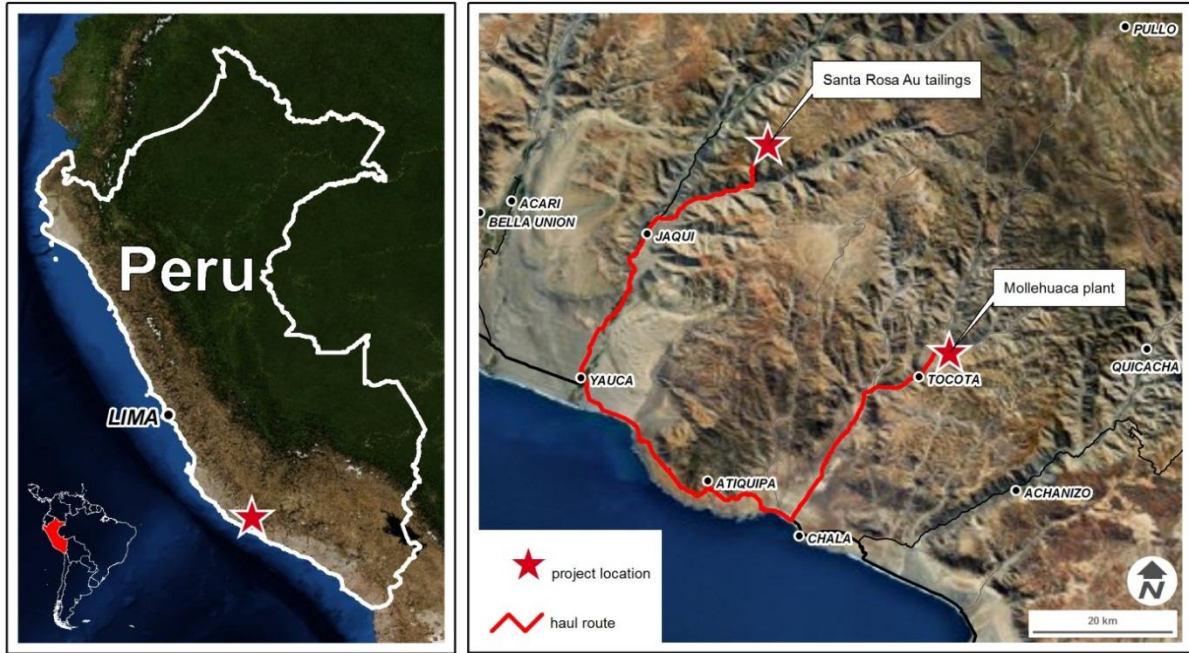 Peru
LIMA
PULLO
Santa Rosa Au tailings
ACARI
BELLA UNION
JAQUI
Mollehuaca plant
YAUCA
TOCOTA
QUICACHA
ATIQUIPA
ACHANIZO
CHALA
project location
haul route
N
20 km